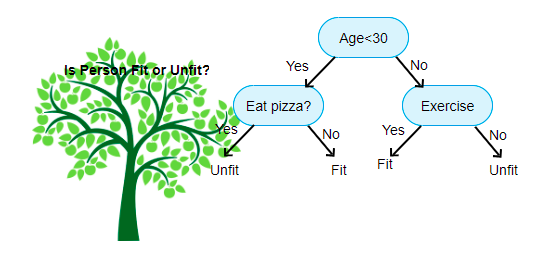 Is Person Fit or Unfit?
Age<30
Yes
No
Eat pizza?
Exercise
Yes
No
Yes
No
Unfit
Fit
Fit
Unfit